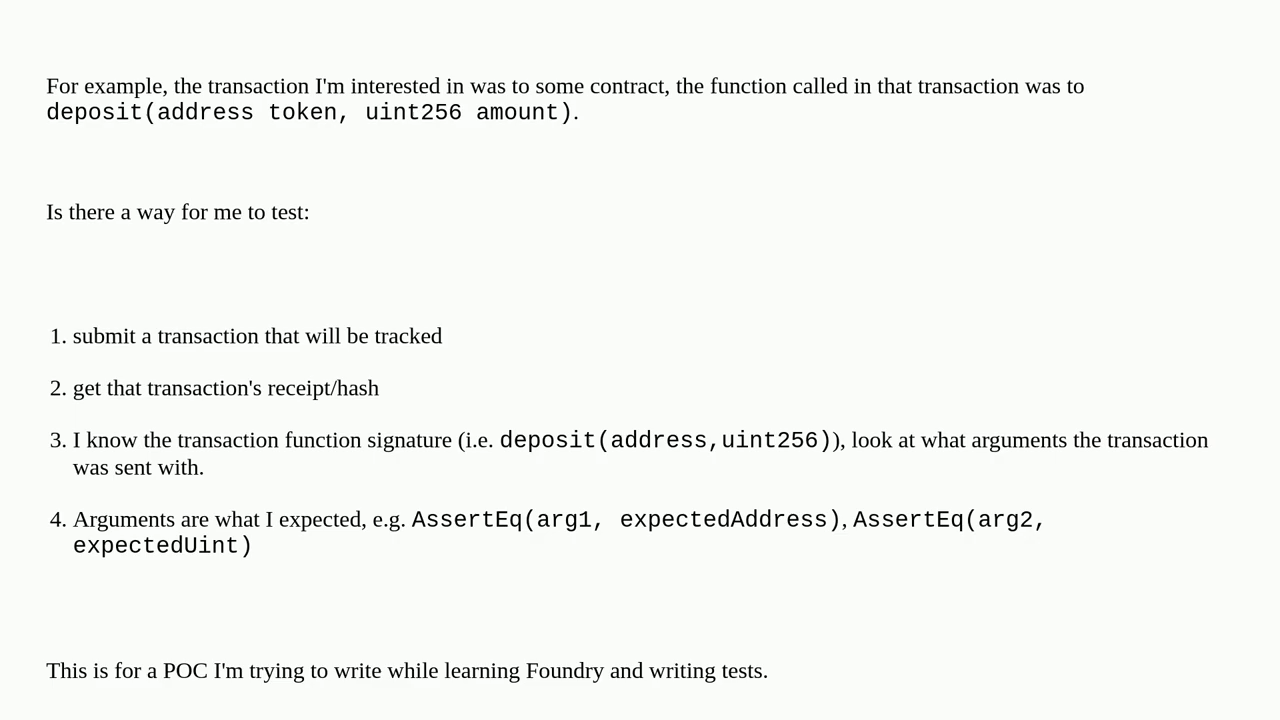 For example, the transaction I'm interested in was to some contract, the function called in that transaction was to
deposit(address token, uint256 amount).
Is there a way for me to test:
1. submit a transaction that will be tracked
2. get that transaction's receipt/hash
3. I know the transaction function signature (i.e. deposit(address,uint256)), look at what arguments the transaction
was sent with.
4. Arguments are what I expected, e.g. AssertEq(arg1, expectedAddress), AssertEq(arg2,
expectedUint)
This is for a POC I'm trying to write while learning Foundry and writing tests.